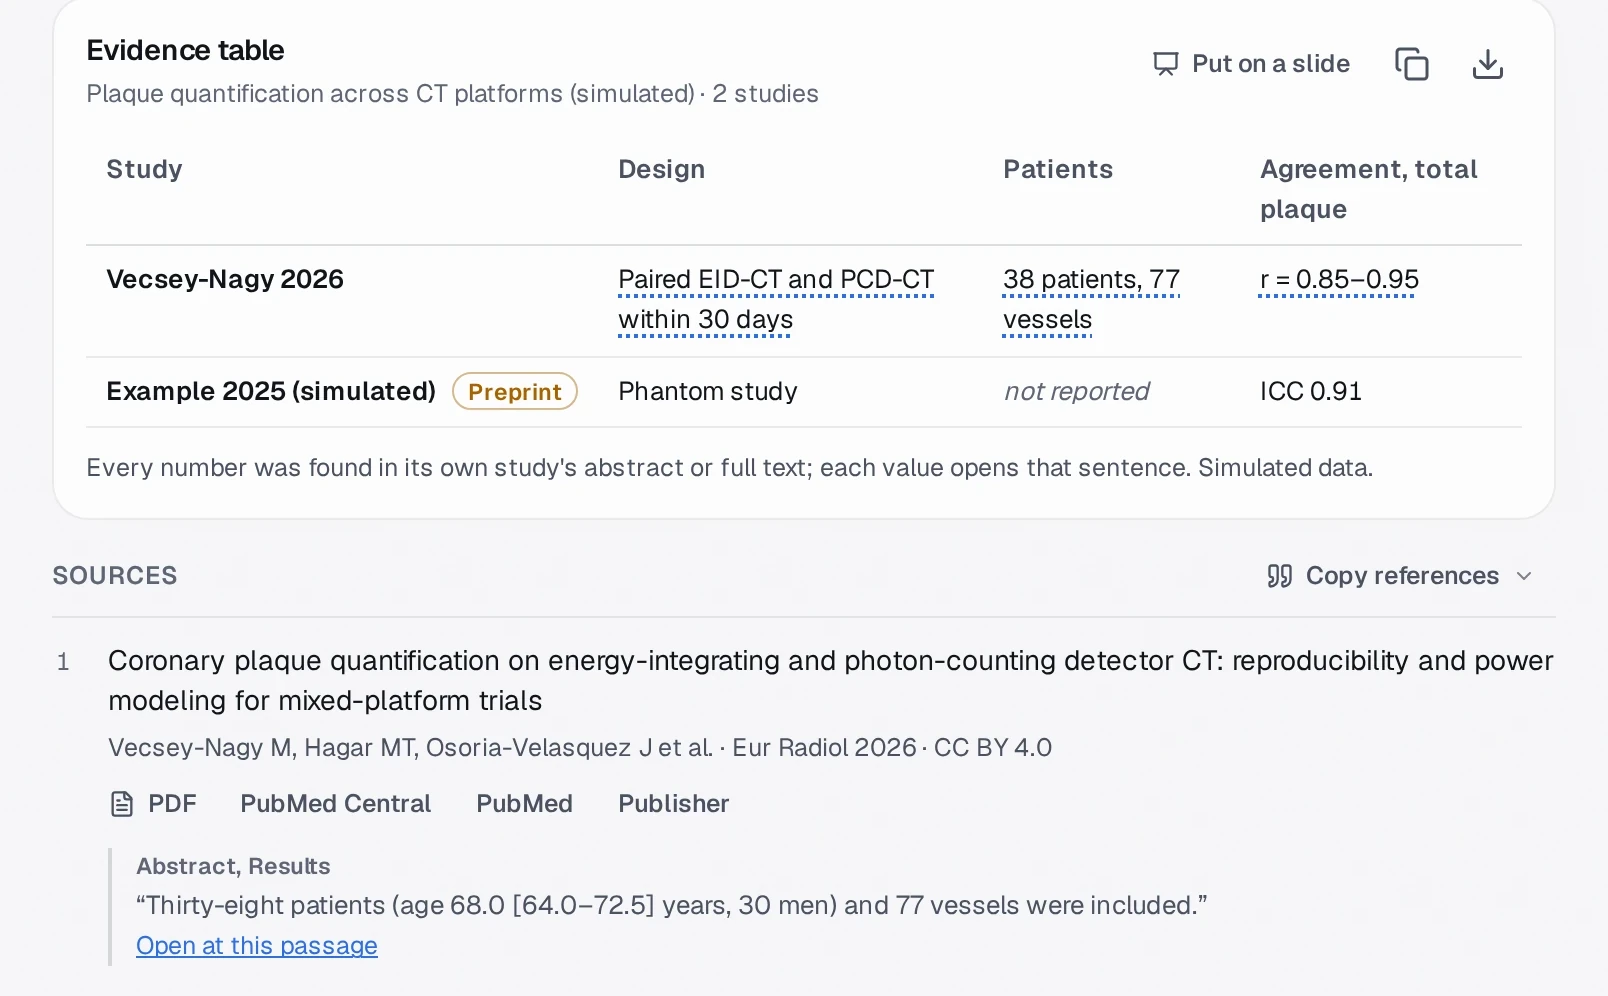 Evidence table
Put on a slide
Plaque quantification across CT platforms (simulated) · 2 studies
Study Design Patients Agreement, total
plaque
Vecsey-Nagy 2026 Paired EID-CT and PCD-CT 38 patients, 77 r = 0.85–0.95
within 30 days vessels
Example 2025 (simulated) Preprint Phantom study not reported ICC 0.91
Every number was found in its own study's abstract or full text; each value opens that sentence. Simulated data.
SOURCES Copy references
1 Coronary plaque quantification on energy-integrating and photon-counting detector CT: reproducibility and power
modeling for mixed-platform trials
Vecsey-Nagy M, Hagar MT, Osoria-Velasquez J et al. · Eur Radiol 2026 · CC BY 4.0
PDF PubMed Central PubMed Publisher
Abstract, Results
“Thirty-eight patients (age 68.0 [64.0–72.5] years, 30 men) and 77 vessels were included.”
Open at this passage